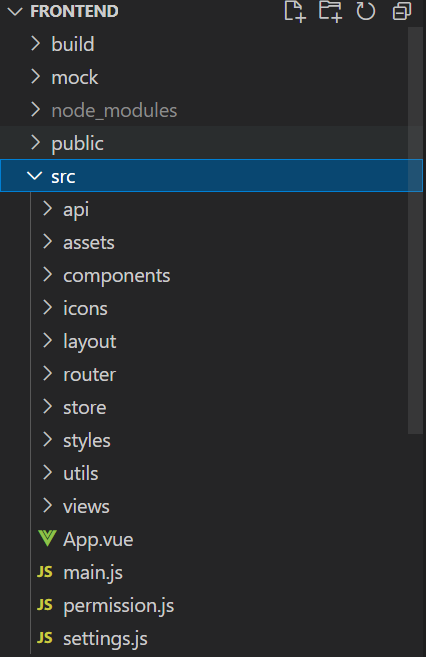 FRONTEND
build
mock
node_modules
public
src
api
assets
components
icons
layout
router
store
styles
utils
views
App.vue
JS main.js
JS permission.js
JS settings.js